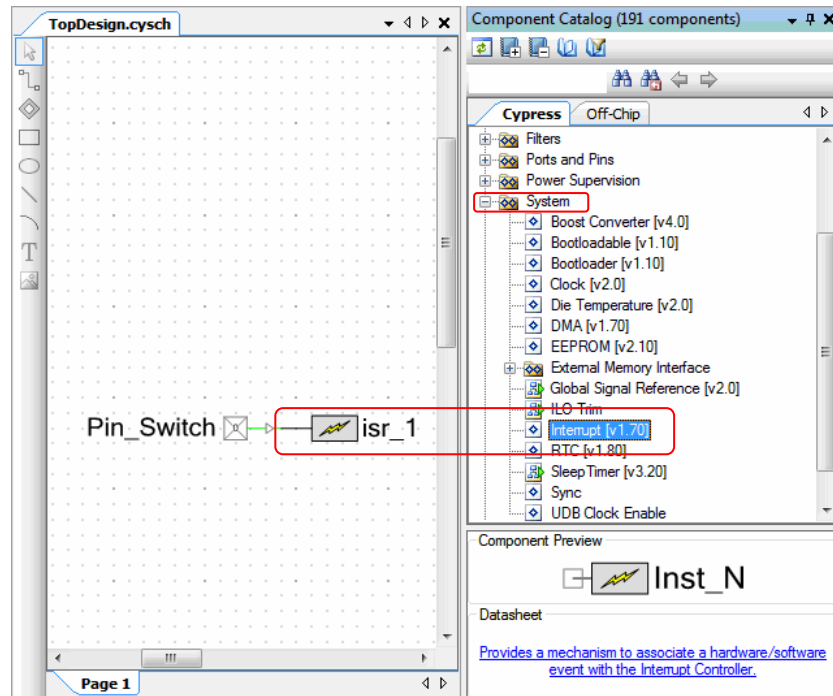 TopDesign.cysch
Pin_Switch
isr_1
Page 1
Component Catalog (191 components)
Cypress
Off-Chip
Filters
Ports and Pins
Power Supervision
System
Boost Converter [v4.0]
Bootloadable [v1.10]
Bootloader [v1.10]
Clock [v2.0]
Die Temperature [v2.0]
DMA [v1.70]
EEPROM [v2.10]
External Memory Interface
Global Signal Reference [v2.0]
ILO Trim
Interrupt [v1.70]
RTC [v1.80]
SleepTimer [v3.20]
Sync
UDB Clock Enable
Component Preview
Inst_N
Datasheet
Provides a mechanism to associate a hardware/software
event with the Interrupt Controller.